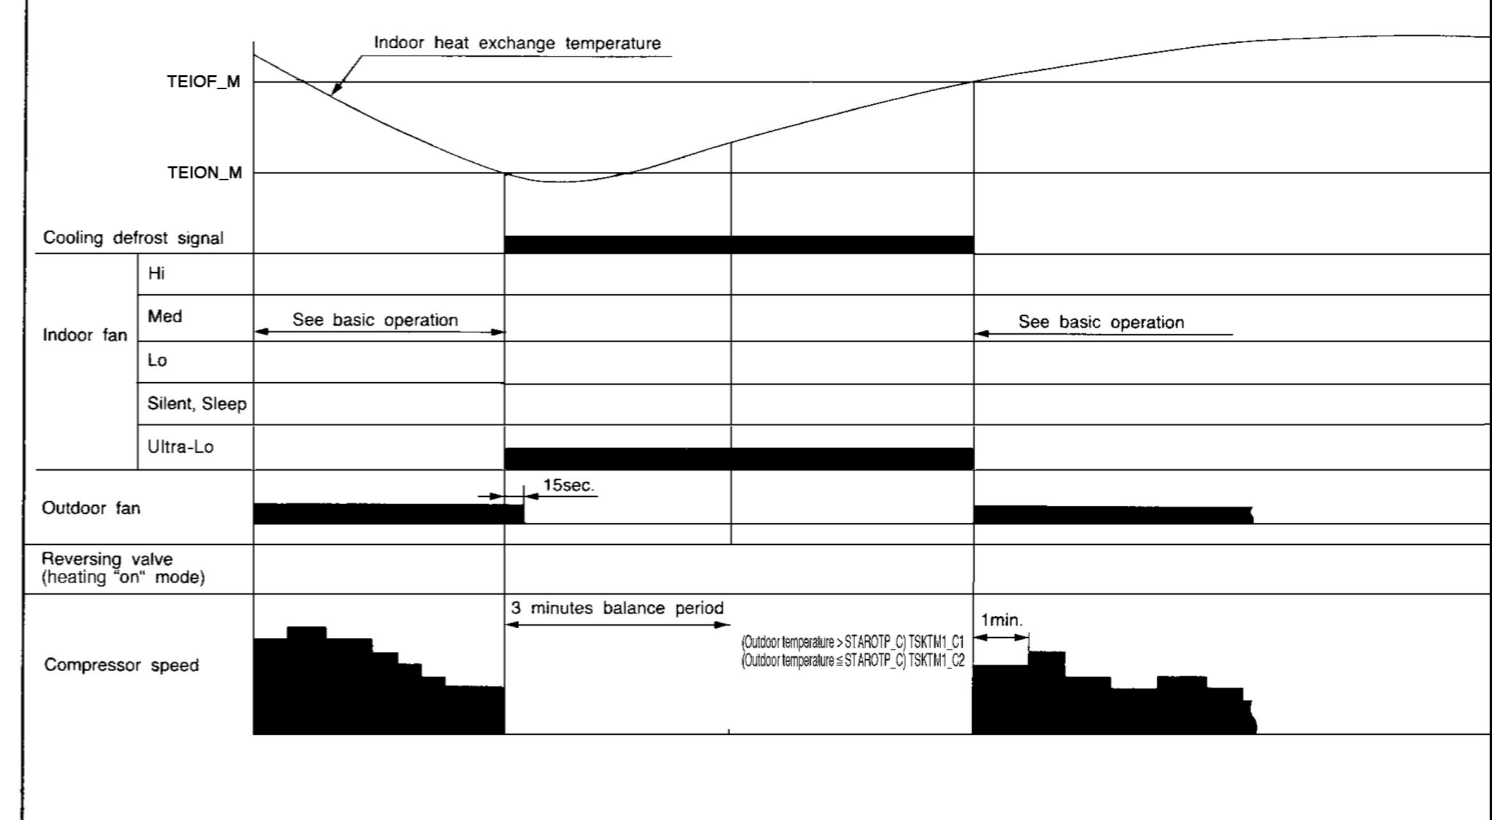 Indoor heat exchange temperature
TEIOF_M
TEION_M
Cooling defrost signal
Indoor fan
Hi
Med
Lo
Silent, Sleep
Ultra-Lo
See basic operation
See basic operation
15sec.
Outdoor fan
Reversing valve
(heating "on" mode)
3 minutes balance period
(Outdoor temperature > STAROTP_C) TSKTM1_C1
(Outdoor temperature ≦ STAROTP_C) TSKTM1_C2
1min.
Compressor speed